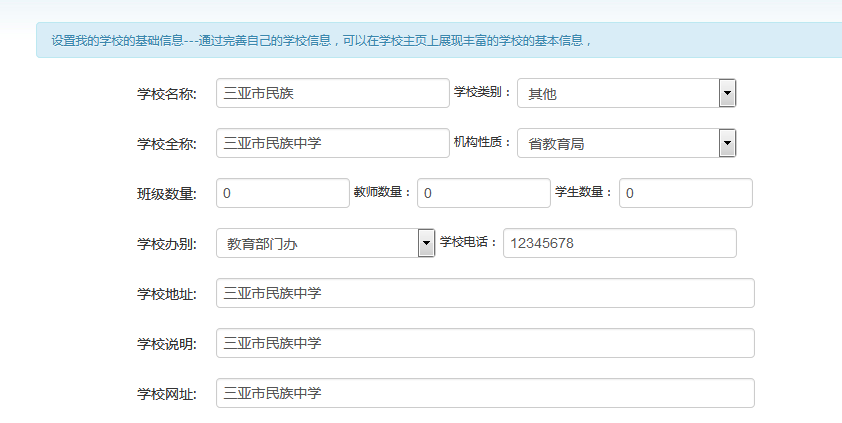 设置我的学校的基础信息---通过完善自己的学校信息，可以在学校主页上展现丰富的学校的基本信息，
学校名称: 三亚市民族 学校类别： 其他
学校全称: 三亚市民族中学 机构性质： 省教育局
班级数量: 0 教师数量： 0 学生数量： 0
学校办别: 教育部门办 学校电话： 12345678
学校地址: 三亚市民族中学
学校说明: 三亚市民族中学
学校网址: 三亚市民族中学